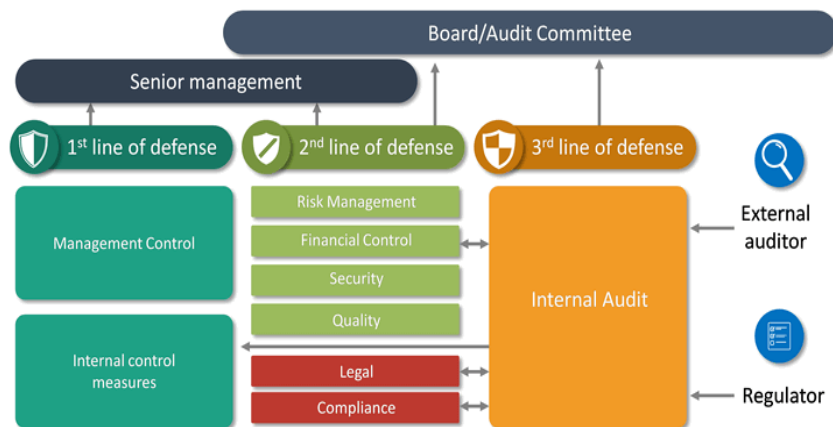 Board/Audit Committee
Senior management
1st line of defense
2nd line of defense
3rd line of defense
Management Control
Internal control
measures
Risk Management
Financial Control
Security
Quality
Legal
Compliance
Internal Audit
External
auditor
Regulator